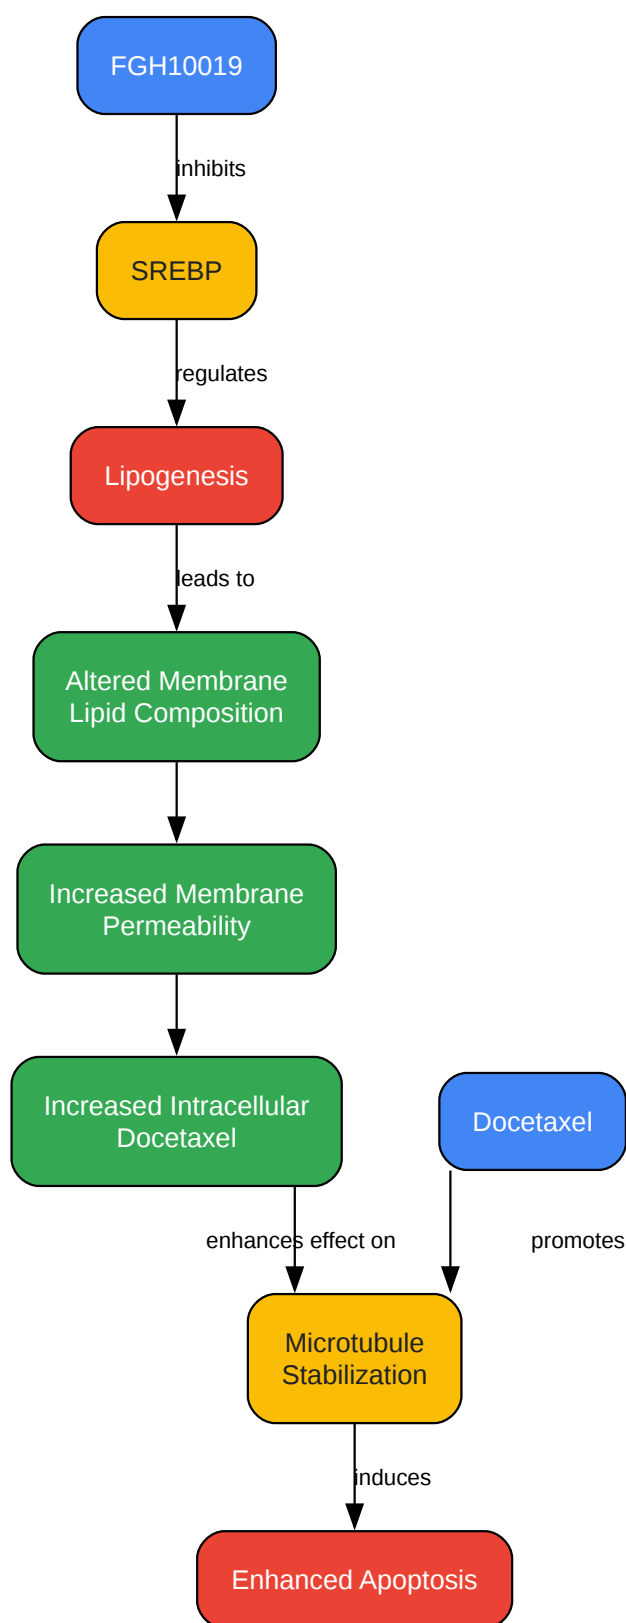 FGH10019
inhibits
SREBP
regulates
Lipogenesis
leads to
Altered Membrane
Lipid Composition
Increased Membrane
Permeability
Increased Intracellular
Docetaxel
Docetaxel
enhances effect on
promotes
Microtubule
Stabilization
induces
Enhanced Apoptosis